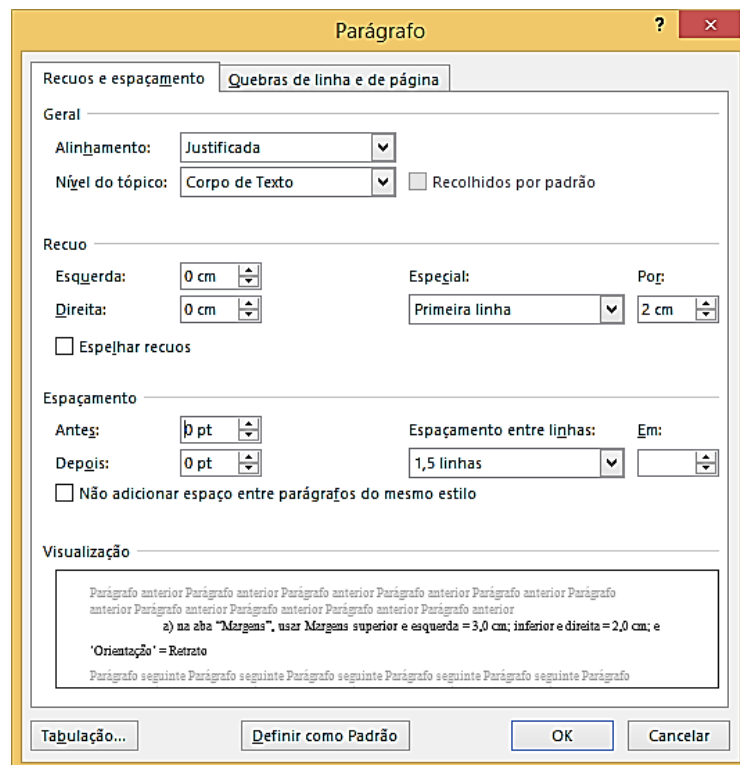 Parágrafo ? ×
Recuos e espaçamento Quebras de linha e de página
Geral
Alinhamento: Justificada
Nível do tópico: Corpo de Texto Recolhidos por padrão
Recuo
Esquerda: 0 cm Especial: Por:
Direita: 0 cm Primeira linha 2 cm
Espelhar recuos
Espaçamento
Antes: 0 pt Espaçamento entre linhas: Em:
Depois: 0 pt 1,5 linhas
Não adicionar espaço entre parágrafos do mesmo estilo
Visualização
Parágrafo anterior Parágrafo anterior Parágrafo anterior Parágrafo anterior Parágrafo anterior Parágrafo
anterior Parágrafo anterior Parágrafo anterior Parágrafo anterior Parágrafo anterior
a) na aba “Margens”, usar Margens superior e esquerda = 3,0 cm; inferior e direita = 2,0 cm; e
'Orientação' = Retrato
Parágrafo seguinte Parágrafo seguinte Parágrafo seguinte Parágrafo seguinte Parágrafo seguinte Parágrafo
Tabulação... Definir como Padrão OK Cancelar